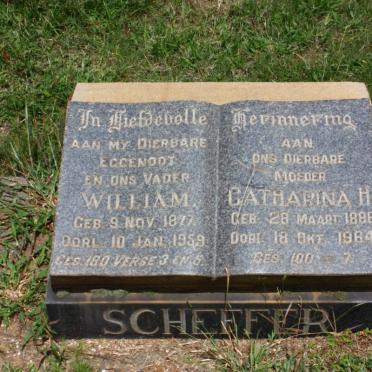 In Liefdevolle Herinnering
AAN MY DIERBARE
EGGENOOT
EN ONS VADER
WILLIAM
GEB. 9 NOV. 1877
OORL. 10 JAN. 1959
GES. 180 VERSE 3 EN 5
AAN
ONS DIERBARE
MOEDER
CATHARINA H.
GEB. 28 MAART
OORL. 18 OKT. 1964
GES. 100 7
SCHEFFER